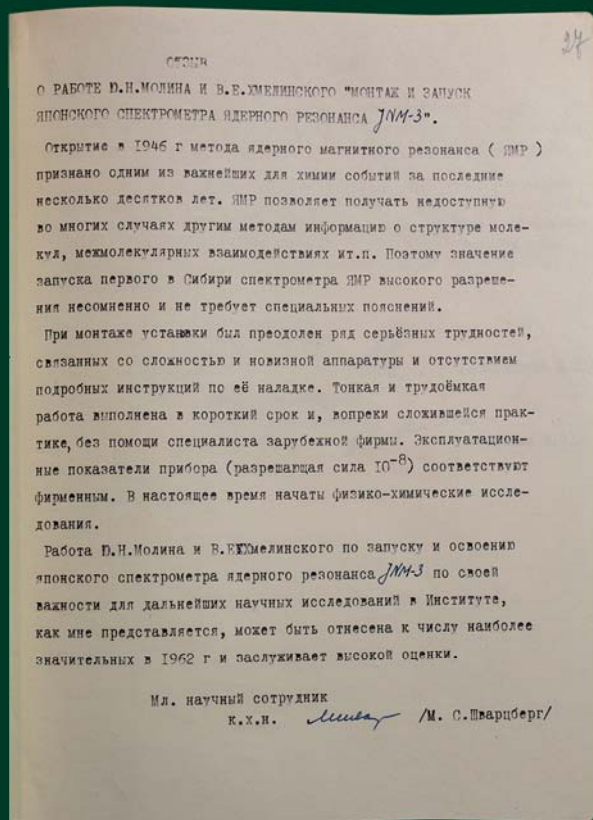 27
ОТЗЫВ
О РАБОТЕ Ю.Н.МОЛИНА И В.Е.ХМЕЛИНСКОГО "МОНТАЖ И ЗАПУСК
ЯПОНСКОГО СПЕКТРОМЕТРА ЯДЕРНОГО РЕЗОНАНСА JNM-3".
Открытие в 1946 г метода ядерного магнитного резонанса ( ЯМР )
признано одним из важнейших для химии событий за последние
несколько десятков лет. ЯМР позволяет получать недоступную
во многих случаях другим методам информацию о структуре моле-
кул, межмолекулярных взаимодействиях ит.п. Поэтому значение
запуска первого в Сибири спектрометра ЯМР высокого разреше-
ния несомненно и не требует специальных пояснений.
При монтаже установки был преодолен ряд серьёзных трудностей,
связанных со сложностью и новизной аппаратуры и отсутствием
подробных инструкций по её наладке. Тонкая и трудоёмкая
работа выполнена в короткий срок и, вопреки сложившейся прак-
тике, без помощи специалиста зарубежной фирмы. Эксплуатацион-
ные показатели прибора (разрешающая сила 10⁻⁸) соответствуют
фирменным. В настоящее время начаты физико-химические иссле-
дования.
Работа Ю.Н.Молина и В.Е.Хмелинского по запуску и освоению
японского спектрометра ядерного резонанса JNM-3 по своей
важности для дальнейших научных исследований в Институте,
как мне представляется, может быть отнесена к числу наиболее
значительных в 1962 г и заслуживает высокой оценки.
Мл. научный сотрудник
к.х.н. /М. С.Шварцберг/